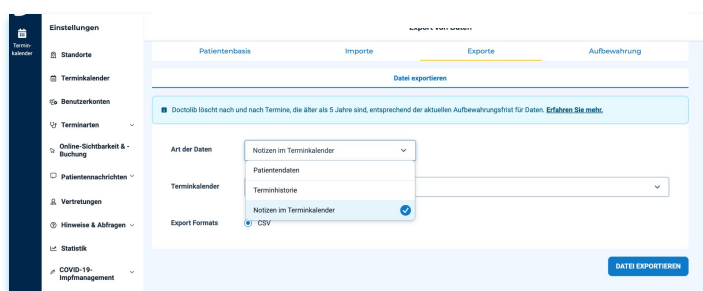 Termin-
kalender
Einstellungen
Standorte
Terminkalender
Benutzerkonten
Terminarten
Online-Sichtbarkeit & -
Buchung
Patientennachrichten
Vertretungen
Hinweise & Abfragen
Statistik
COVID-19-
Impfmanagement
Export von Daten
Patientenbasis
Importe
Exporte
Aufbewahrung
Datei exportieren
Doctolib löscht nach und nach Termine, die älter als 5 Jahre sind, entsprechend der aktuellen Aufbewahrungsfrist für Daten. Erfahren Sie mehr.
Art der Daten
Notizen im Terminkalender
Patientendaten
Terminhistorie
Notizen im Terminkalender
Terminkalender
Export Formats
CSV
DATEI EXPORTIEREN